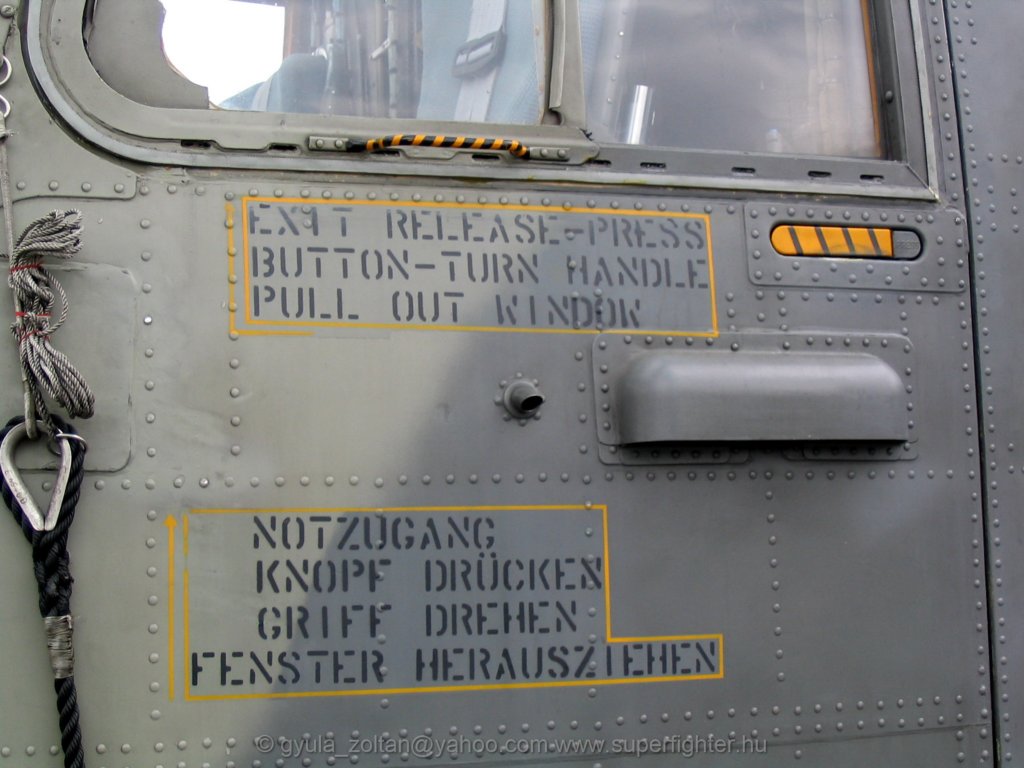 EXIT RELEASE-PRESS
BUTTON-TURN HANDLE
PULL OUT WINDOW
NOTZUGANG
KNOPF DRÜCKEN
GRIFF DREHEN
FENSTER HERAUSZIEHEN
© gyula_zoltan@yahoo.com-www.superfighter.hu